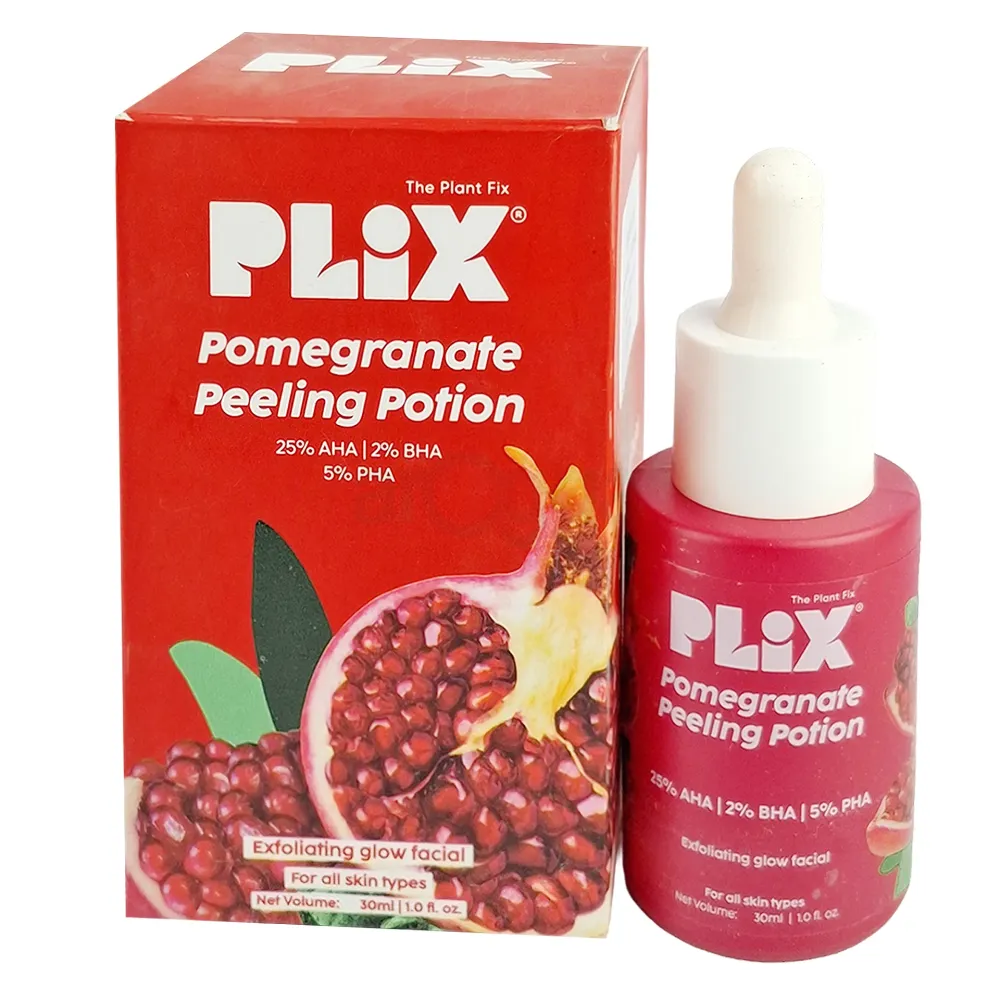 PLiX
The Plant Fix
PLiX®
Pomegranate
Peeling Potion
25% AHA | 2% BHA
5% PHA
Exfoliating glow facial
For all skin types
Net Volume: 30ml | 1.0 fl. oz.
The Plant Fix
PLiX®
Pomegranate
Peeling Potion
25% AHA | 2% BHA | 5% PHA
Exfoliating glow facial
For all skin types
Net Volume: 30ml | 1.0 fl. oz.